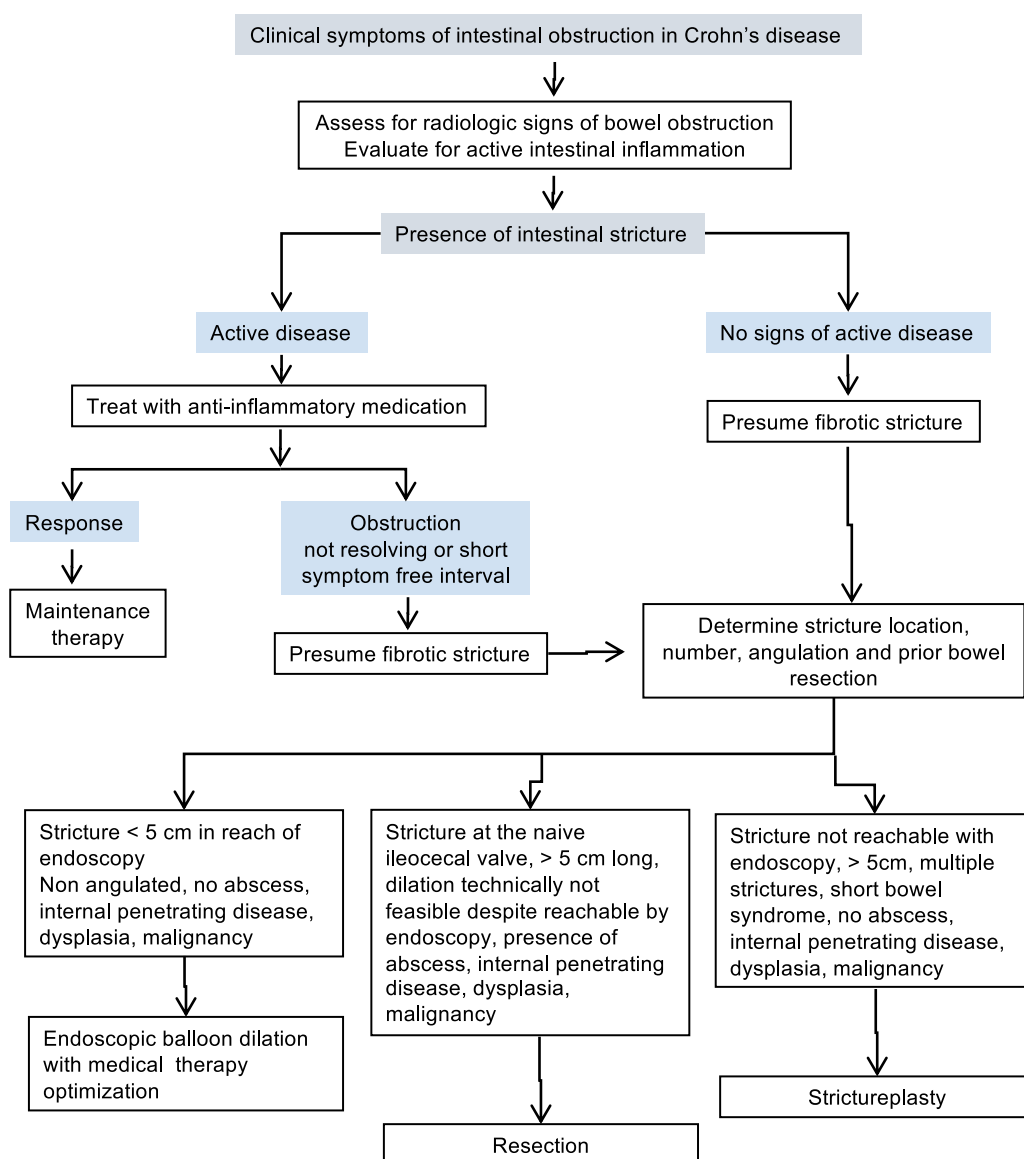 Clinical symptoms of intestinal obstruction in Crohn's disease
Assess for radiologic signs of bowel obstruction
Evaluate for active intestinal inflammation
Presence of intestinal stricture
Active disease
No signs of active disease
Treat with anti-inflammatory medication
Presume fibrotic stricture
Response
Obstruction
not resolving or short
symptom free interval
Maintenance
therapy
Presume fibrotic stricture
Determine stricture location,
number, angulation and prior bowel
resection
Stricture < 5 cm in reach of
endoscopy
Non angulated, no abscess,
internal penetrating disease,
dysplasia, malignancy
Stricture at the naive
ileocecal valve, > 5 cm long,
dilation technically not
feasible despite reachable by
endoscopy, presence of
abscess, internal penetrating
disease, dysplasia,
malignancy
Stricture not reachable with
endoscopy, > 5cm, multiple
strictures, short bowel
syndrome, no abscess,
internal penetrating disease,
dysplasia, malignancy
Endoscopic balloon dilation
with medical therapy
optimization
Strictureplasty
Resection